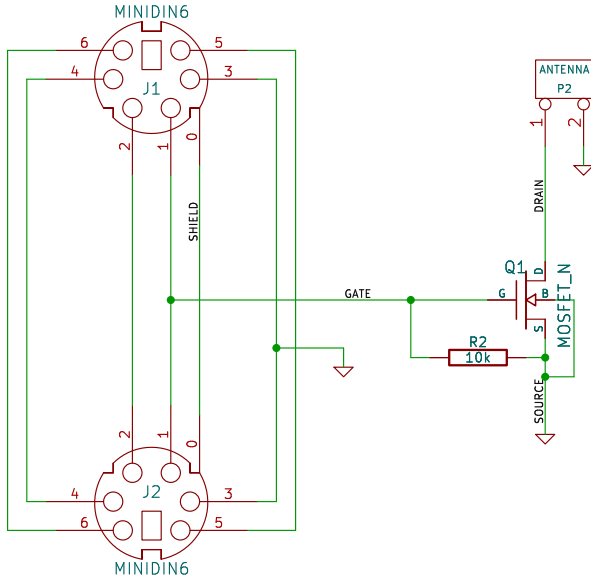 MINIDIN6
6
5
4
3
J1
2
1
0
SHIELD
ANTENNA
P2
1
2
DRAIN
Q1
D
G
B
S
MOSFET_N
GATE
R2
10k
SOURCE
2
1
0
J2
4
3
6
5
MINIDIN6